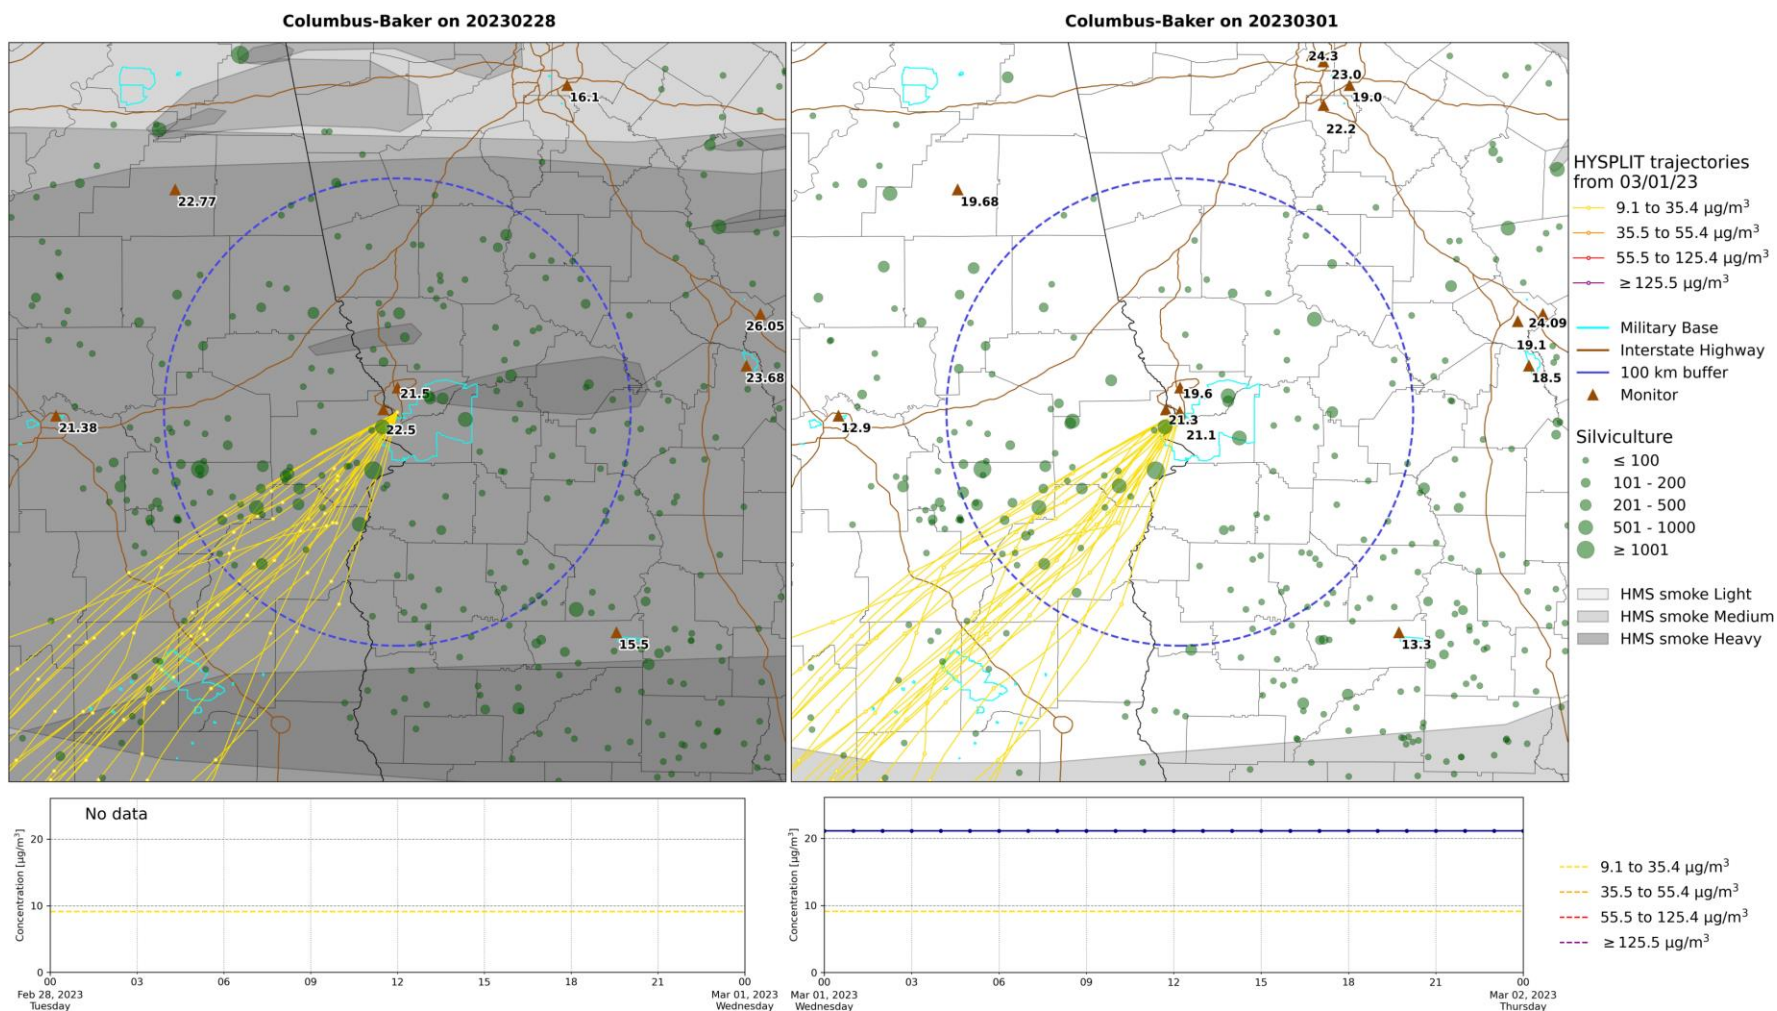 Columbus-Baker on 20230228
16.1
22.77
26.05
23.68
21.5
22.5
21.38
15.5
Columbus-Baker on 20230301
24.3
23.0
19.0
22.2
19.68
24.09
19.1
18.5
19.6
21.3
21.1
12.9
13.3
HYSPLIT trajectories
from 03/01/23
9.1 to 35.4 µg/m³
35.5 to 55.4 µg/m³
55.5 to 125.4 µg/m³
≥ 125.5 µg/m³
Military Base
Interstate Highway
100 km buffer
Monitor
Silviculture
≤ 100
101 - 200
201 - 500
501 - 1000
≥ 1001
HMS smoke Light
HMS smoke Medium
HMS smoke Heavy
No data
Concentration [µg/m³]
20
10
0
00 03 06 09 12 15 18 21 00
Feb 28, 2023
Tuesday
Mar 01, 2023
Wednesday
Concentration [µg/m³]
20
10
0
00 03 06 09 12 15 18 21 00
Mar 01, 2023
Wednesday
Mar 02, 2023
Thursday
9.1 to 35.4 µg/m³
35.5 to 55.4 µg/m³
55.5 to 125.4 µg/m³
≥ 125.5 µg/m³